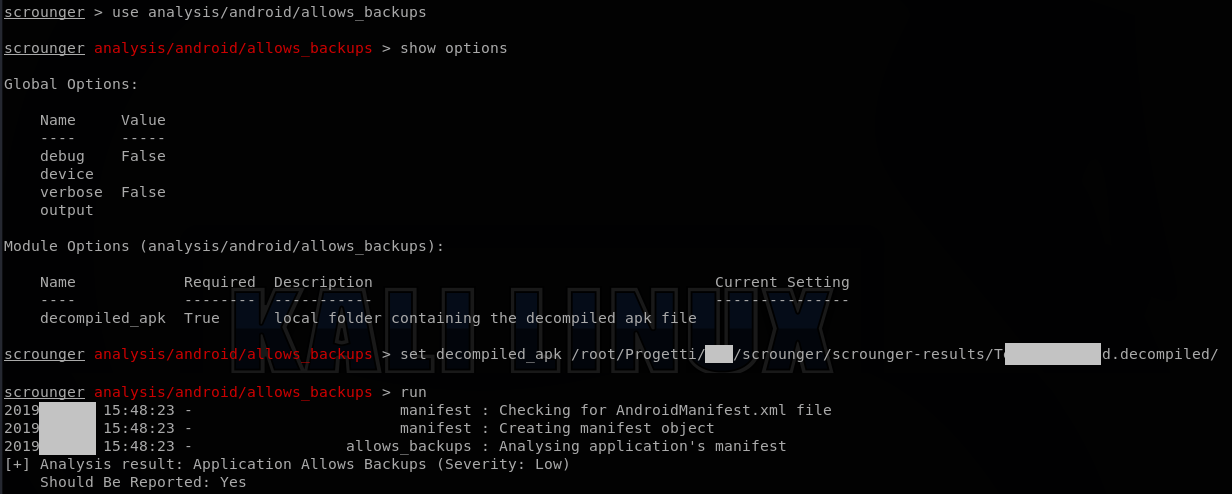 scrounger > use analysis/android/allows_backups
scrounger analysis/android/allows_backups > show options
Global Options:
Name Value
---- -----
debug False
device
verbose False
output
Module Options (analysis/android/allows_backups):
Name Required Description Current Setting
---- -------- ----------- ---------------
decompiled_apk True local folder containing the decompiled apk file
KALI LINUX
scrounger analysis/android/allows_backups > set decompiled_apk /root/Progetti/ /scrounger/scrounger-results/T d.decompiled/
scrounger analysis/android/allows_backups > run
2019 15:48:23 - manifest : Checking for AndroidManifest.xml file
2019 15:48:23 - manifest : Creating manifest object
2019 15:48:23 - allows_backups : Analysing application's manifest
[+] Analysis result: Application Allows Backups (Severity: Low)
Should Be Reported: Yes